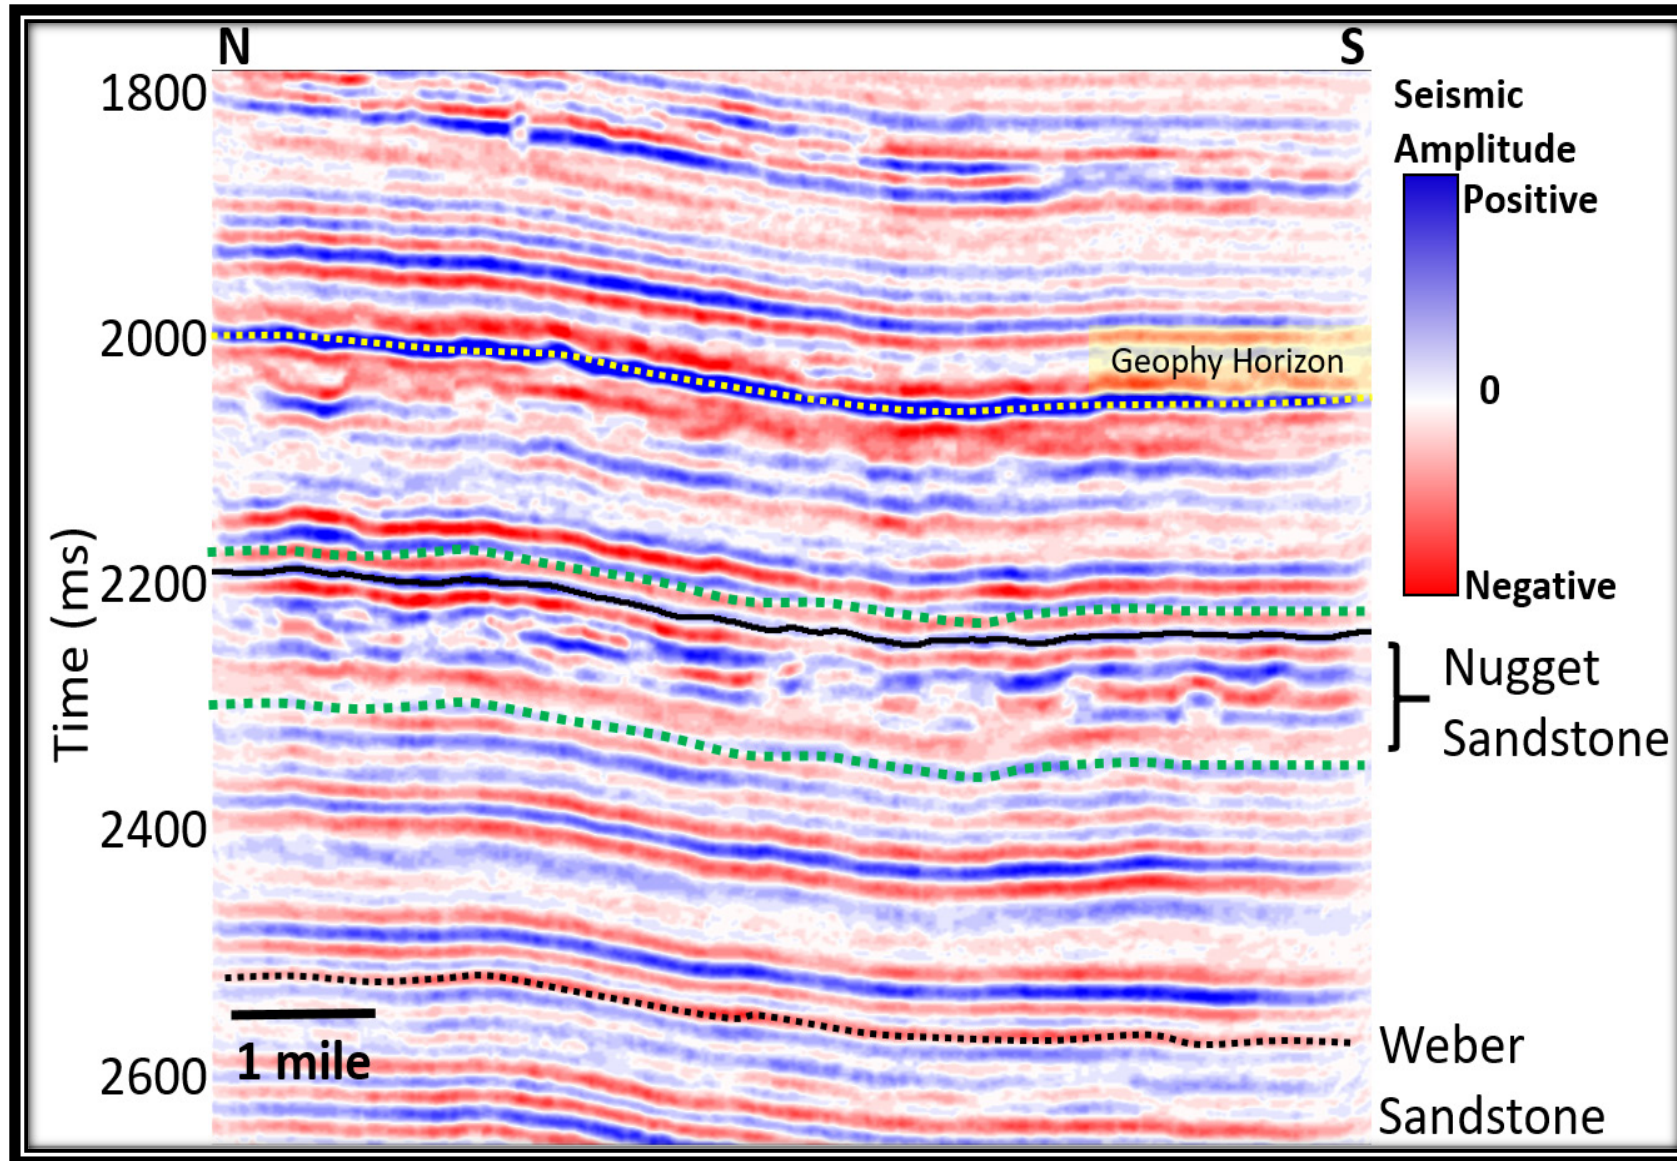 N
S
1800
2000
2200
2400
2600
Time (ms)
Seismic
Amplitude
Positive
0
Negative
Geophy Horizon
Nugget
Sandstone
1 mile
Weber
Sandstone